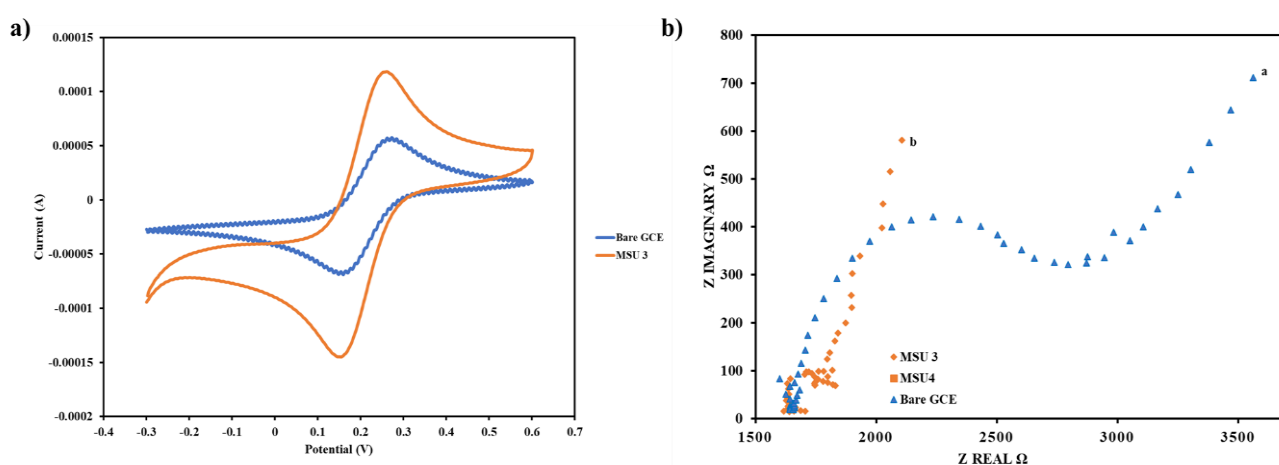 a)
0.00015
0.0001
0.00005
0
-0.00005
-0.0001
-0.00015
-0.0002
Current (A)
-0.4 -0.3 -0.2 -0.1 0 0.1 0.2 0.3 0.4 0.5 0.6 0.7
Potential (V)
Bare GCE
MSU 3
b)
800
700
600
500
400
300
200
100
0
Z IMAGINARY Ω
a
b
MSU 3
MSU4
Bare GCE
1500 2000 2500 3000 3500
Z REAL Ω